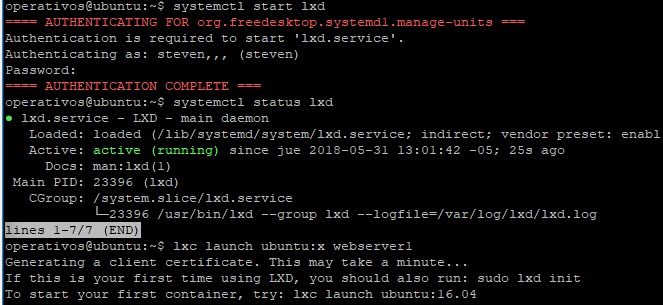 operativos@ubuntu:~$ systemctl start lxd
==== AUTHENTICATING FOR org.freedesktop.systemd1.manage-units ===
Authentication is required to start 'lxd.service'.
Authenticating as: steven,,, (steven)
Password:
==== AUTHENTICATION COMPLETE ===
operativos@ubuntu:~$ systemctl status lxd
● lxd.service - LXD - main daemon
Loaded: loaded (/lib/systemd/system/lxd.service; indirect; vendor preset: enabl
Active: active (running) since jue 2018-05-31 13:01:42 -05; 25s ago
Docs: man:lxd(1)
Main PID: 23396 (lxd)
CGroup: /system.slice/lxd.service
└─23396 /usr/bin/lxd --group lxd --logfile=/var/log/lxd/lxd.log
lines 1-7/7 (END)
operativos@ubuntu:~$ lxc launch ubuntu:x webserver1
Generating a client certificate. This may take a minute...
If this is your first time using LXD, you should also run: sudo lxd init
To start your first container, try: lxc launch ubuntu:16.04